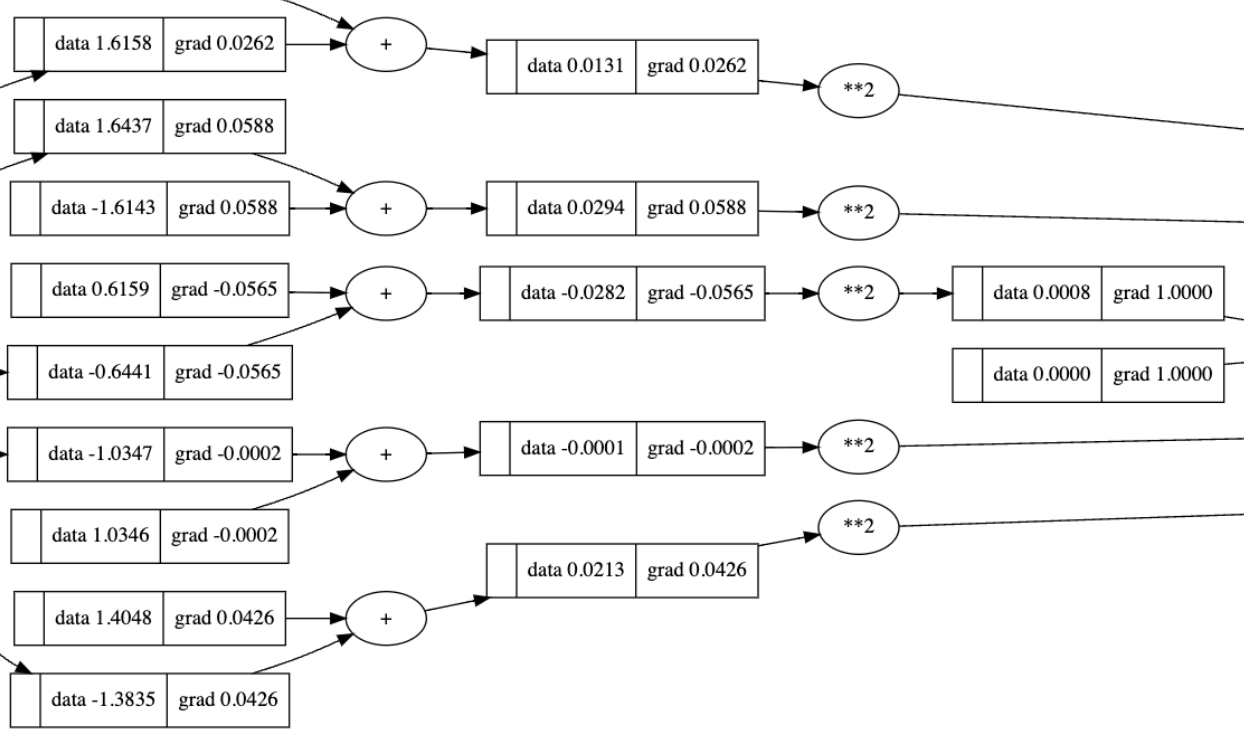 data 1.6158 grad 0.0262
+
data 0.0131 grad 0.0262
**2
data 1.6437 grad 0.0588
data -1.6143 grad 0.0588
+
data 0.0294 grad 0.0588
**2
data 0.6159 grad -0.0565
+
data -0.0282 grad -0.0565
**2
data 0.0008 grad 1.0000
data -0.6441 grad -0.0565
data 0.0000 grad 1.0000
data -1.0347 grad -0.0002
+
data -0.0001 grad -0.0002
**2
data 1.0346 grad -0.0002
**2
data 0.0213 grad 0.0426
data 1.4048 grad 0.0426
+
data -1.3835 grad 0.0426